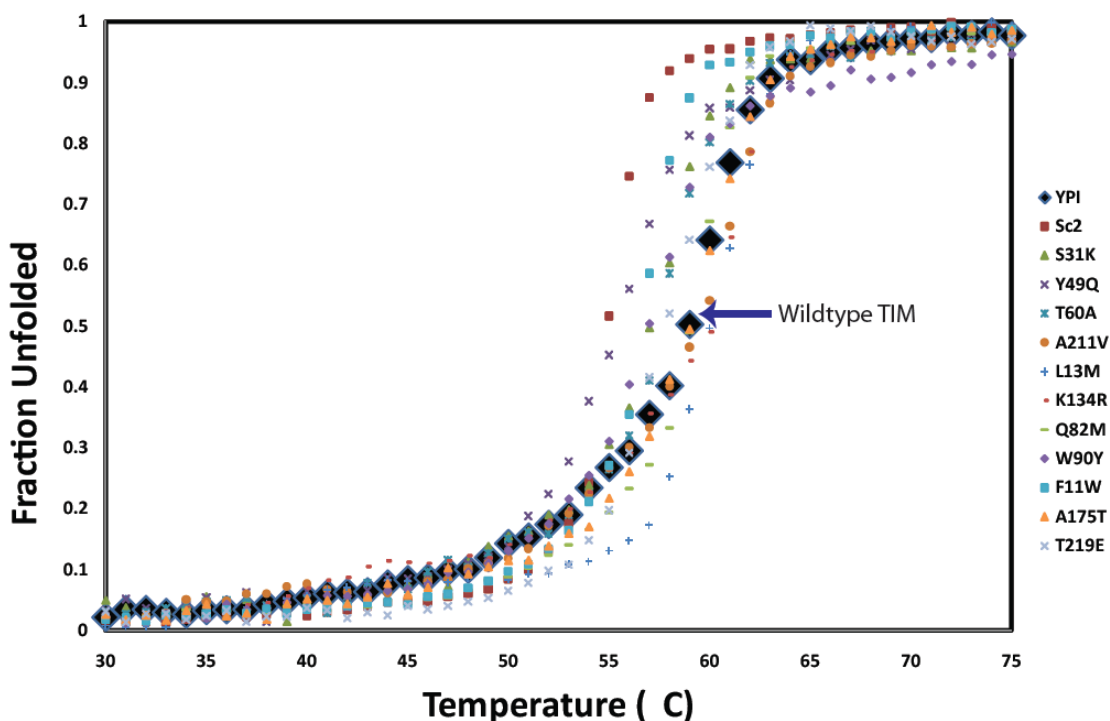 1
0.9
0.8
0.7
0.6
0.5
0.4
0.3
0.2
0.1
0
Fraction Unfolded
30 35 40 45 50 55 60 65 70 75
Temperature ( C)
Wildtype TIM
YPI
Sc2
S31K
Y49Q
T60A
A211V
L13M
K134R
Q82M
W90Y
F11W
A175T
T219E